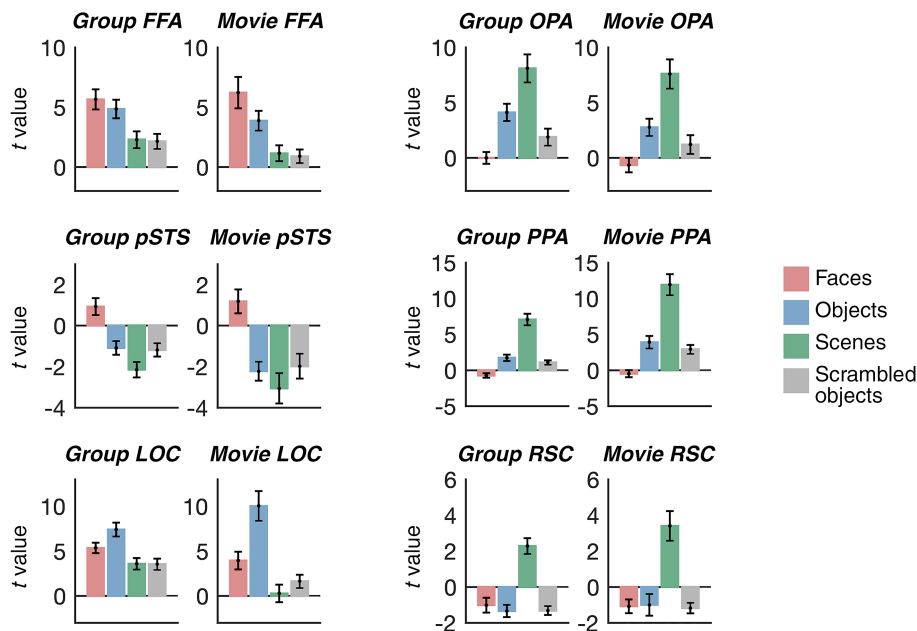 Group FFA
Movie FFA
Group OPA
Movie OPA
t value
10
5
0
10
5
0
t value
10
5
0
10
5
0
Group pSTS
Movie pSTS
Group PPA
Movie PPA
t value
2
0
-2
-4
2
0
-2
-4
t value
15
10
5
0
-5
15
10
5
0
-5
Faces
Objects
Scenes
Scrambled
objects
Group LOC
Movie LOC
Group RSC
Movie RSC
t value
10
5
0
10
5
0
t value
6
4
2
0
-2
6
4
2
0
-2